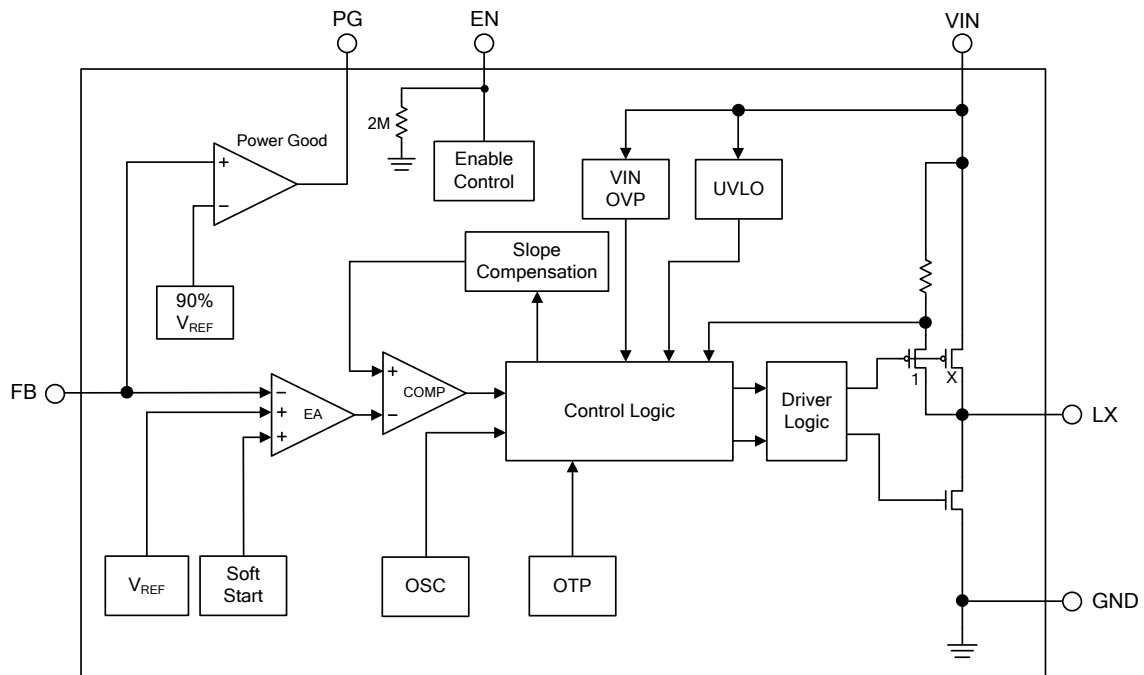 PG
EN
VIN
2M
Power Good
+
−
Enable
Control
VIN
OVP
UVLO
Slope
Compensation
90%
VREF
FB
−
+
+
EA
+
−
COMP
Control Logic
Driver
Logic
1
X
LX
VREF
Soft
Start
OSC
OTP
GND